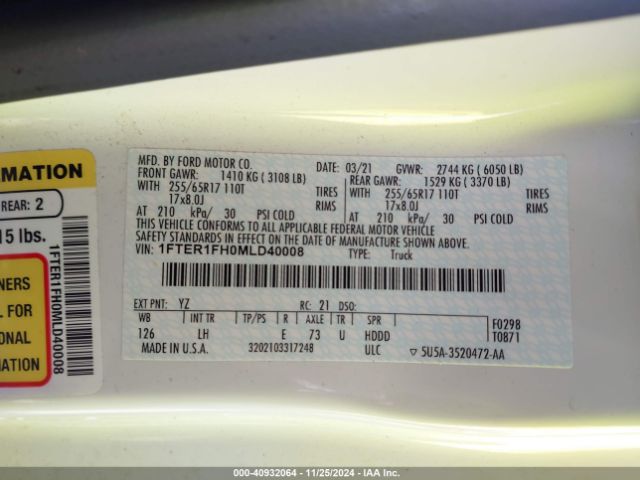 MFD. BY FORD MOTOR CO.
DATE: 03/21 GVWR: 2744 KG ( 6050 LB)
FRONT GAWR: 1410 KG ( 3108 LB)
REAR GAWR: 1529 KG ( 3370 LB)
WITH 255/65R17 110T TIRES
WITH 255/65R17 110T TIRES
17x8.0J RIMS
17x8.0J RIMS
AT 210 kPa/ 30 PSI COLD
AT 210 kPa/ 30 PSI COLD
THIS VEHICLE CONFORMS TO ALL APPLICABLE FEDERAL MOTOR VEHICLE
SAFETY STANDARDS IN EFFECT ON THE DATE OF MANUFACTURE SHOWN ABOVE.
VIN: 1FTER1FH0MLD40008
TYPE: Truck
EXT PNT: YZ RC: 21 DSO:
WB INT TR TP/PS R AXLE TR SPR
126 LH E 73 U HDDD
F0298
T0871
MADE IN U.S.A. 3202103317248 ULC ▽ 5U5A-3520472-AA
RMATION
REAR: 2
15 lbs.
NERS
L FOR
ONAL
N
1FTER1FH0MLD40008
000-40932064 - 11/25/2024 - IAA Inc.